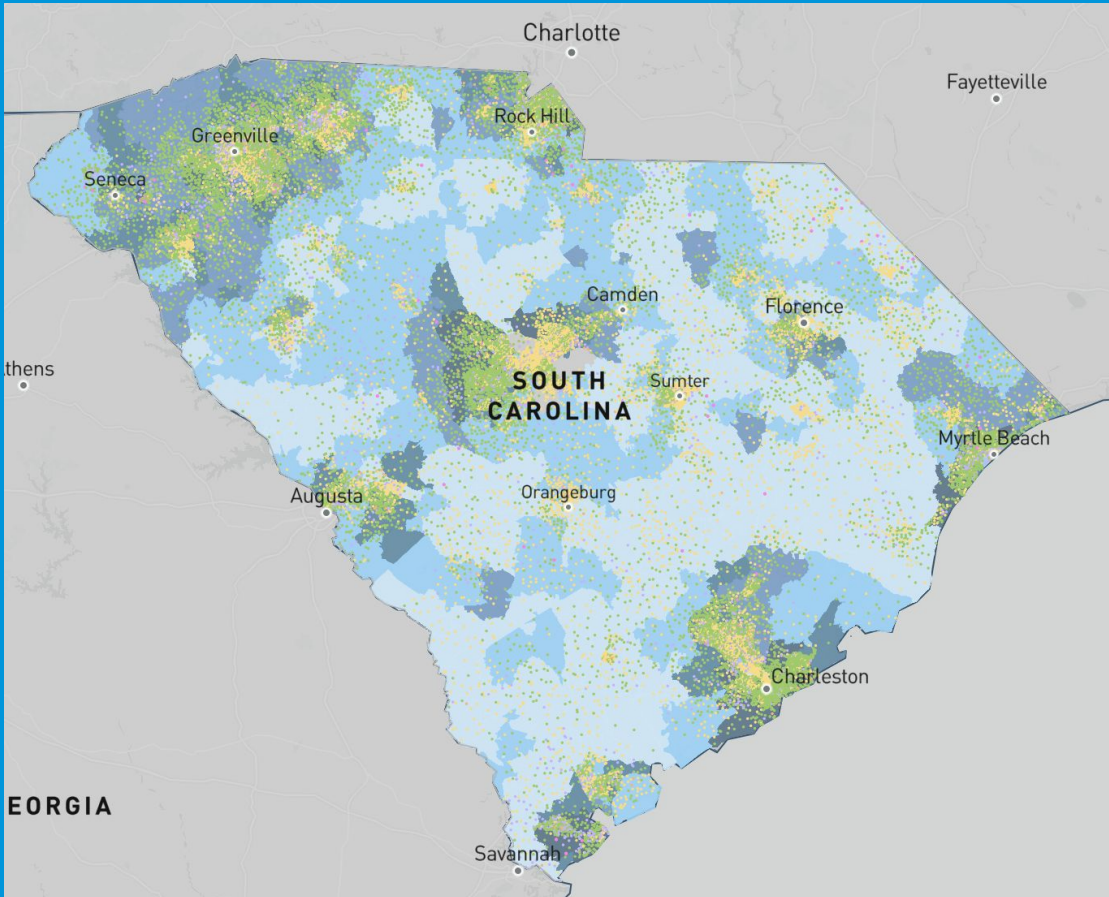 Charlotte
Fayetteville
Rock Hill
Greenville
Seneca
Camden
Florence
thens
SOUTH
CAROLINA
Sumter
Myrtle Beach
Augusta
Orangeburg
Charleston
EORGIA
Savannah